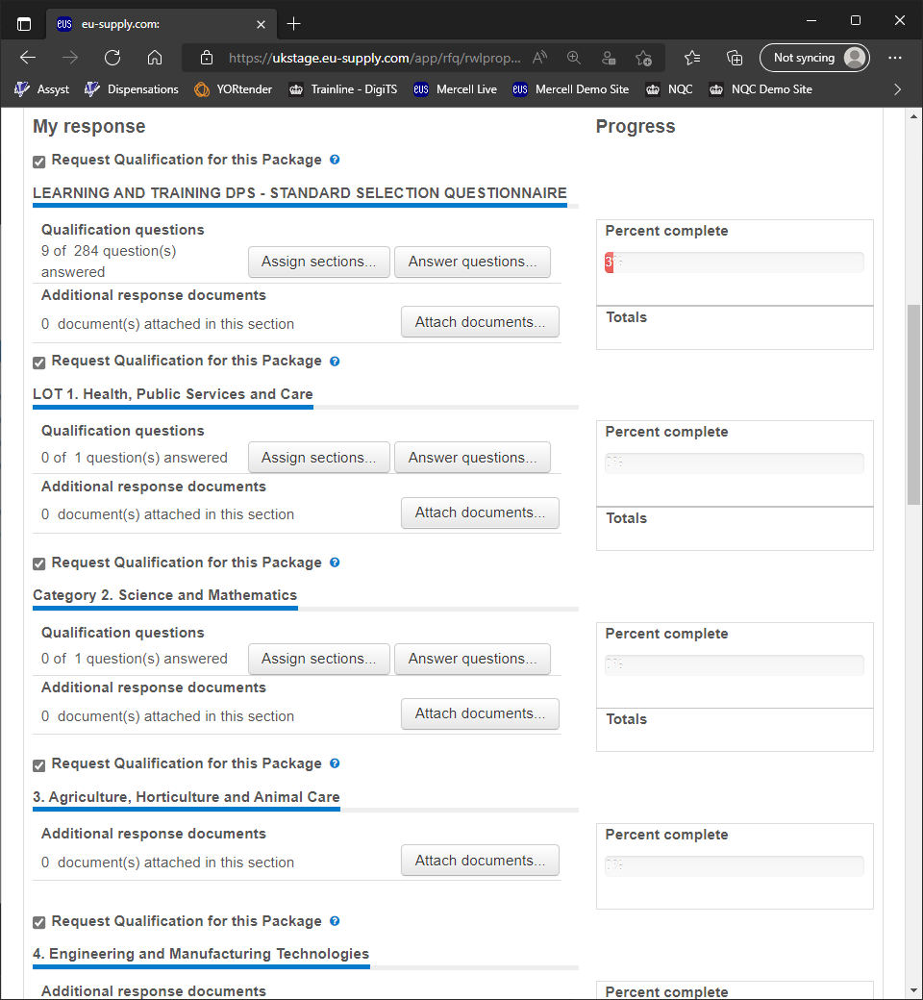 eu-supply.com:
https://ukstage.eu-supply.com/app/rfq/rwlprop...
Not syncing
Assyst
Dispensations
YORtender
Trainline - DigiTS
eus Mercell Live
eus Mercell Demo Site
NQC
NQC Demo Site
My response
Progress
Request Qualification for this Package ?
LEARNING AND TRAINING DPS - STANDARD SELECTION QUESTIONNAIRE
Qualification questions
9 of 284 question(s)
answered
Assign sections...
Answer questions...
Additional response documents
0 document(s) attached in this section
Attach documents...
Percent complete
Totals
Request Qualification for this Package ?
LOT 1. Health, Public Services and Care
Qualification questions
0 of 1 question(s) answered
Assign sections...
Answer questions...
Additional response documents
0 document(s) attached in this section
Attach documents...
Percent complete
Totals
Request Qualification for this Package ?
Category 2. Science and Mathematics
Qualification questions
0 of 1 question(s) answered
Assign sections...
Answer questions...
Additional response documents
0 document(s) attached in this section
Attach documents...
Percent complete
Totals
Request Qualification for this Package ?
3. Agriculture, Horticulture and Animal Care
Additional response documents
0 document(s) attached in this section
Attach documents...
Percent complete
Request Qualification for this Package ?
4. Engineering and Manufacturing Technologies
Additional response documents
Percent complete